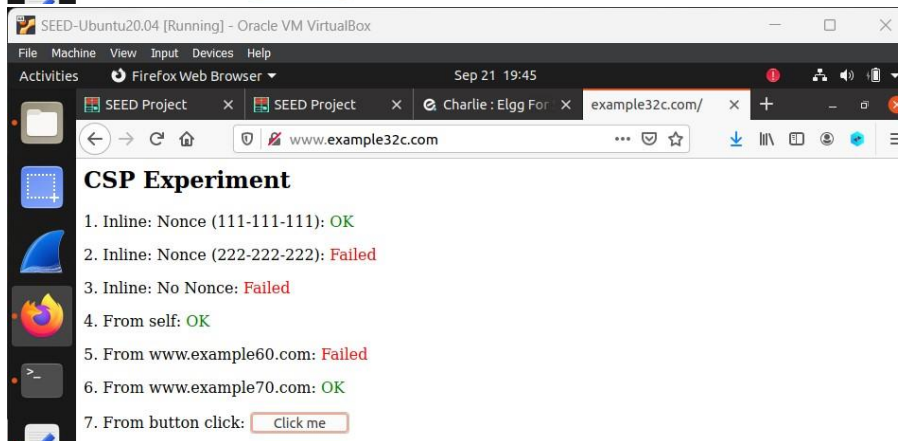 SEED-Ubuntu20.04 [Running] - Oracle VM VirtualBox
File Machine View Input Devices Help
Activities Firefox Web Browser Sep 21 19:45
SEED Project SEED Project Charlie : Elgg For example32c.com/
www.example32c.com
CSP Experiment
1. Inline: Nonce (111-111-111): OK
2. Inline: Nonce (222-222-222): Failed
3. Inline: No Nonce: Failed
4. From self: OK
5. From www.example60.com: Failed
6. From www.example70.com: OK
7. From button click: Click me